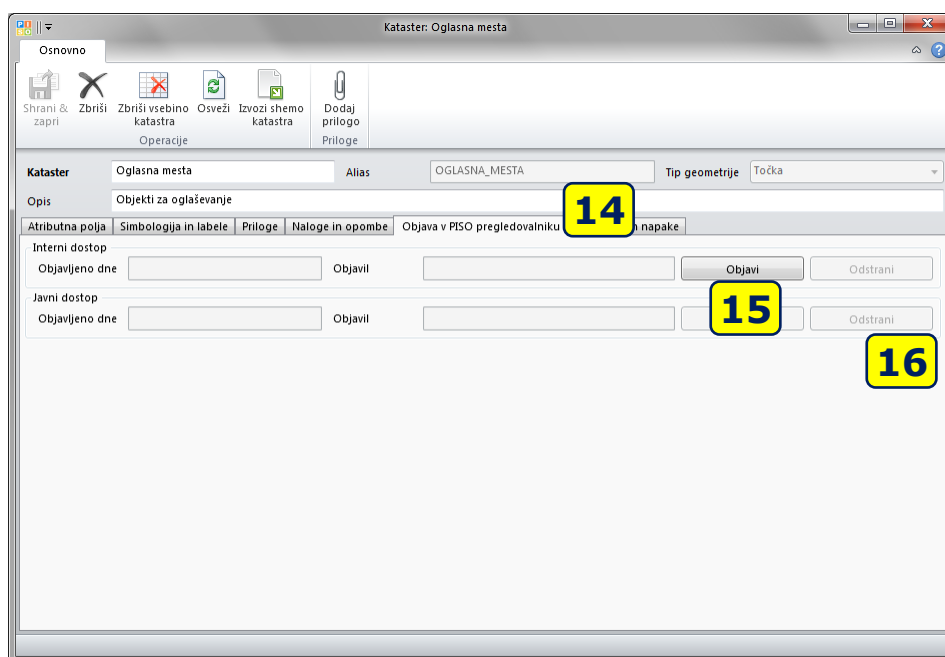 Kataster: Oglasna mesta
Osnovno
Shrani & zapri
Zbriši
Zbriši vsebino katastra
Osveži
Izvozi shemo katastra
Dodaj prilogo
Operacije
Priloge
Kataster Oglasna mesta Alias OGLASNA_MESTA Tip geometrije Točka
Opis Objekti za oglaševanje
14
Atributna polja Simbologija in labele Priloge Naloge in opombe Objava v PISO pregledovalniku napake
Interni dostop
Objavljeno dne Objavil Objavi Odstrani
15
Javni dostop
Objavljeno dne Objavil Odstrani
16